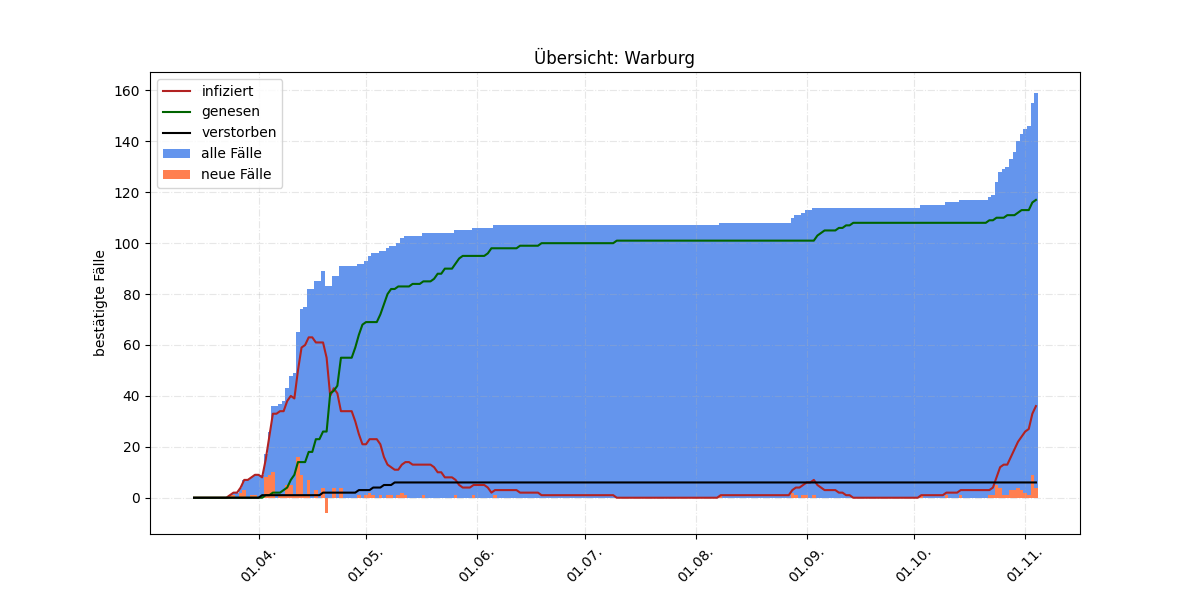 Übersicht: Warburg
infiziert
genesen
verstorben
alle Fälle
neue Fälle
bestätigte Fälle
160
140
120
100
80
60
40
20
0
01.04.
01.05.
01.06.
01.07.
01.08.
01.09.
01.10.
01.11.